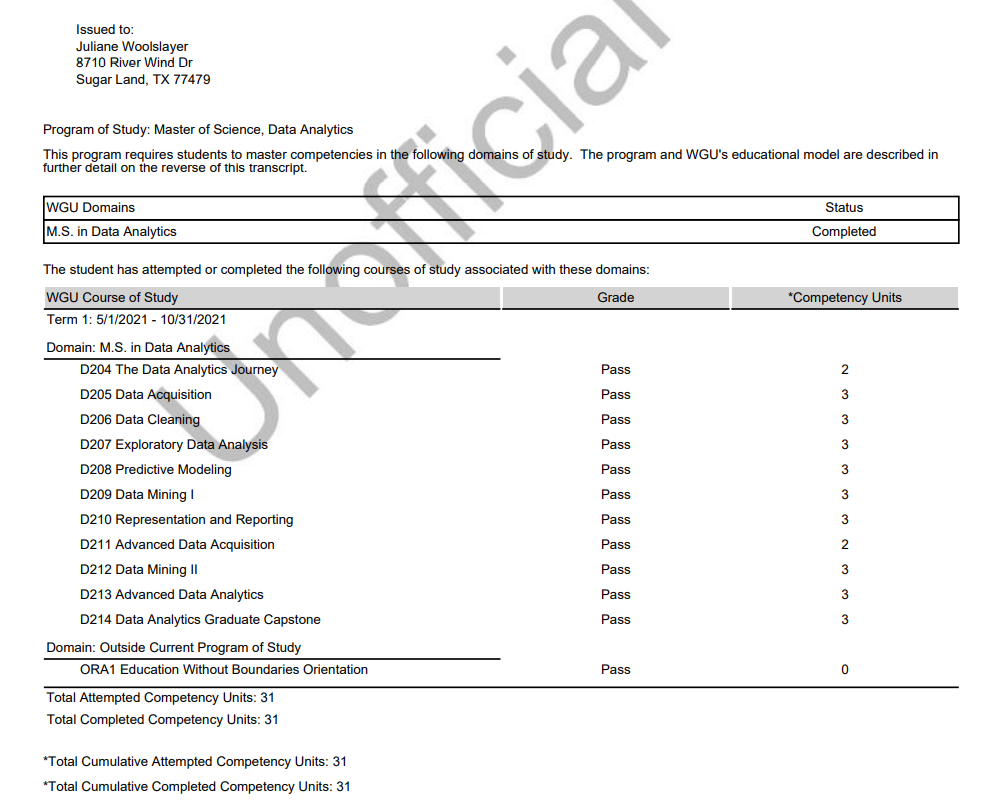 Issued to:
Juliane Woolslayer
8710 River Wind Dr
Sugar Land, TX 77479
Unofficial
Program of Study: Master of Science, Data Analytics
This program requires students to master competencies in the following domains of study. The program and WGU's educational model are described in
further detail on the reverse of this transcript.
WGU Domains Status
M.S. in Data Analytics Completed
The student has attempted or completed the following courses of study associated with these domains:
WGU Course of Study Grade *Competency Units
Term 1: 5/1/2021 - 10/31/2021
Domain: M.S. in Data Analytics
D204 The Data Analytics Journey Pass 2
D205 Data Acquisition Pass 3
D206 Data Cleaning Pass 3
D207 Exploratory Data Analysis Pass 3
D208 Predictive Modeling Pass 3
D209 Data Mining I Pass 3
D210 Representation and Reporting Pass 3
D211 Advanced Data Acquisition Pass 2
D212 Data Mining II Pass 3
D213 Advanced Data Analytics Pass 3
D214 Data Analytics Graduate Capstone Pass 3
Domain: Outside Current Program of Study
ORA1 Education Without Boundaries Orientation Pass 0
Total Attempted Competency Units: 31
Total Completed Competency Units: 31
*Total Cumulative Attempted Competency Units: 31
*Total Cumulative Completed Competency Units: 31